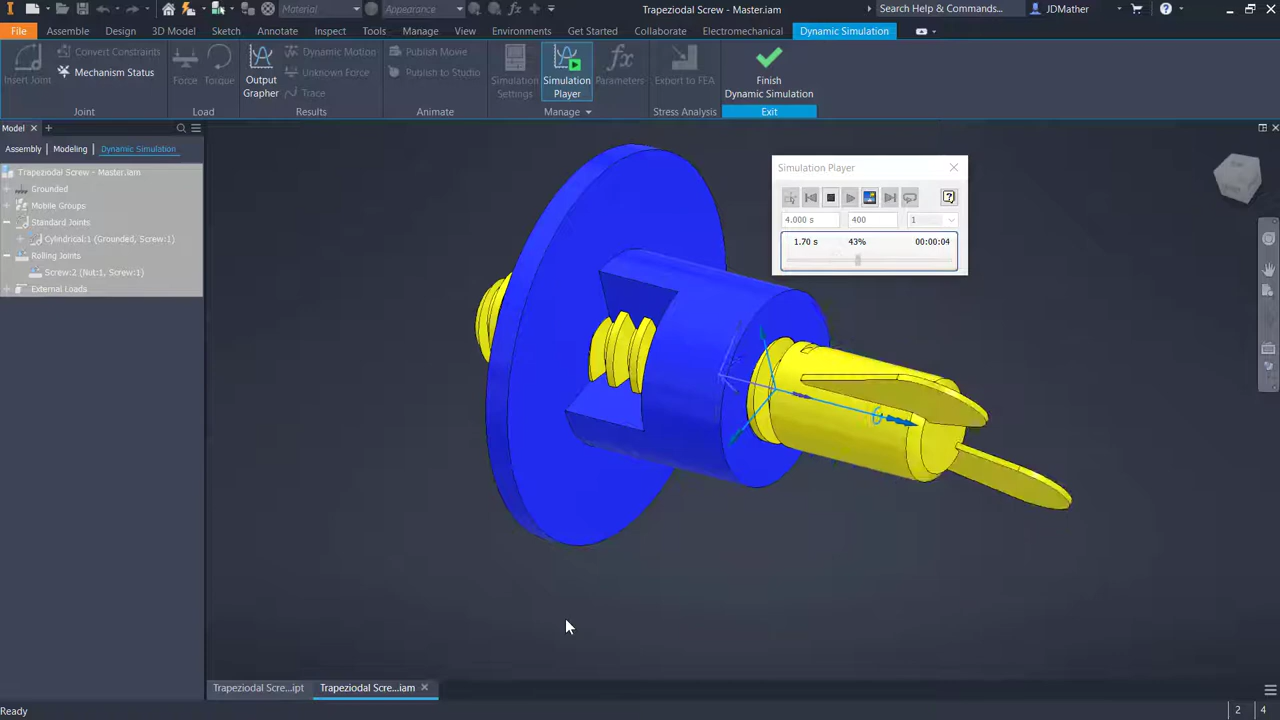 Material
Appearance
Trapeziodal Screw - Master.iam
Search Help & Commands...
JDMather
File
Assemble
Design
3D Model
Sketch
Annotate
Inspect
Tools
Manage
View
Environments
Get Started
Collaborate
Electromechanical
Dynamic Simulation
Insert Joint
Convert Constraints
Mechanism Status
Force
Torque
Output
Grapher
Dynamic Motion
Unknown Force
Trace
Publish Movie
Publish to Studio
Simulation
Settings
Simulation
Player
Parameters
Export to FEA
Finish
Dynamic Simulation
Joint
Load
Results
Animate
Manage
Stress Analysis
Exit
Model
Assembly
Modeling
Dynamic Simulation
Trapeziodal Screw - Master.iam
Grounded
Mobile Groups
Standard Joints
Cylindrical:1 (Grounded, Screw:1)
Rolling Joints
Screw:2 (Nut:1, Screw:1)
External Loads
Simulation Player
4.000 s
400
1
1.70 s
43%
00:00:04
Trapeziodal Scre...ipt
Trapeziodal Scre...iam
Ready
2
4